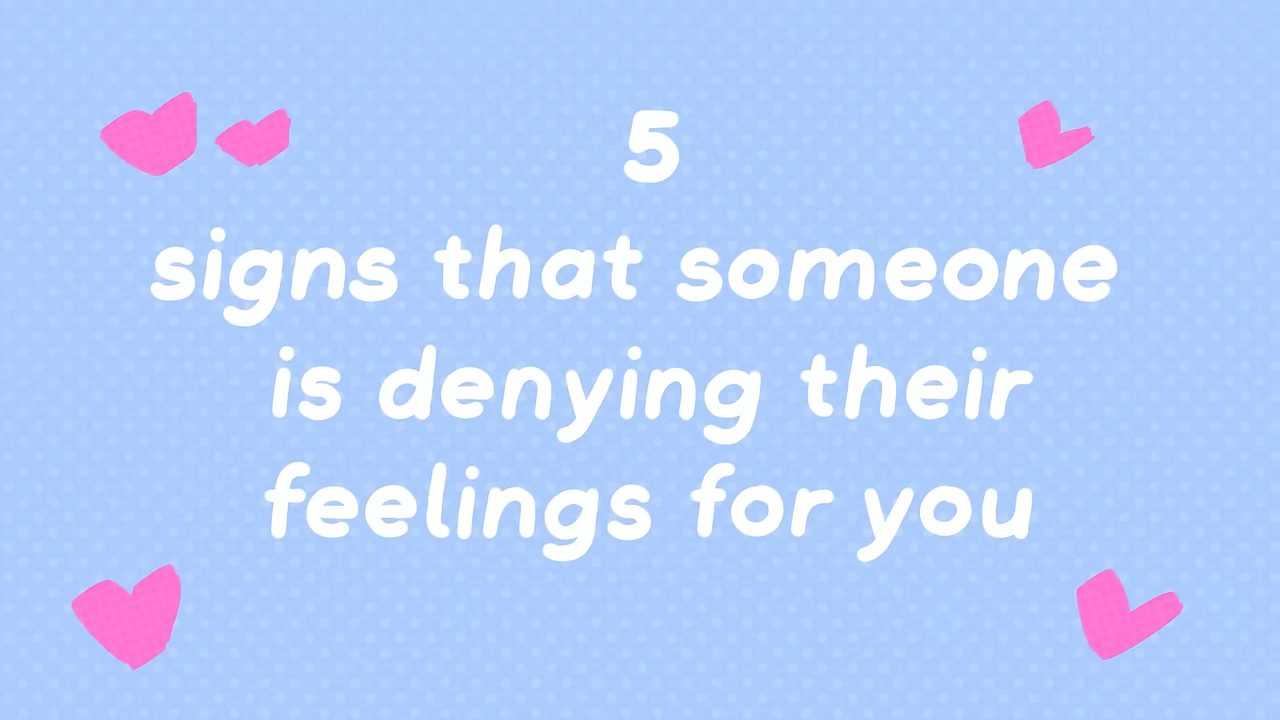 5
signs that someone
is denying their
feelings for you